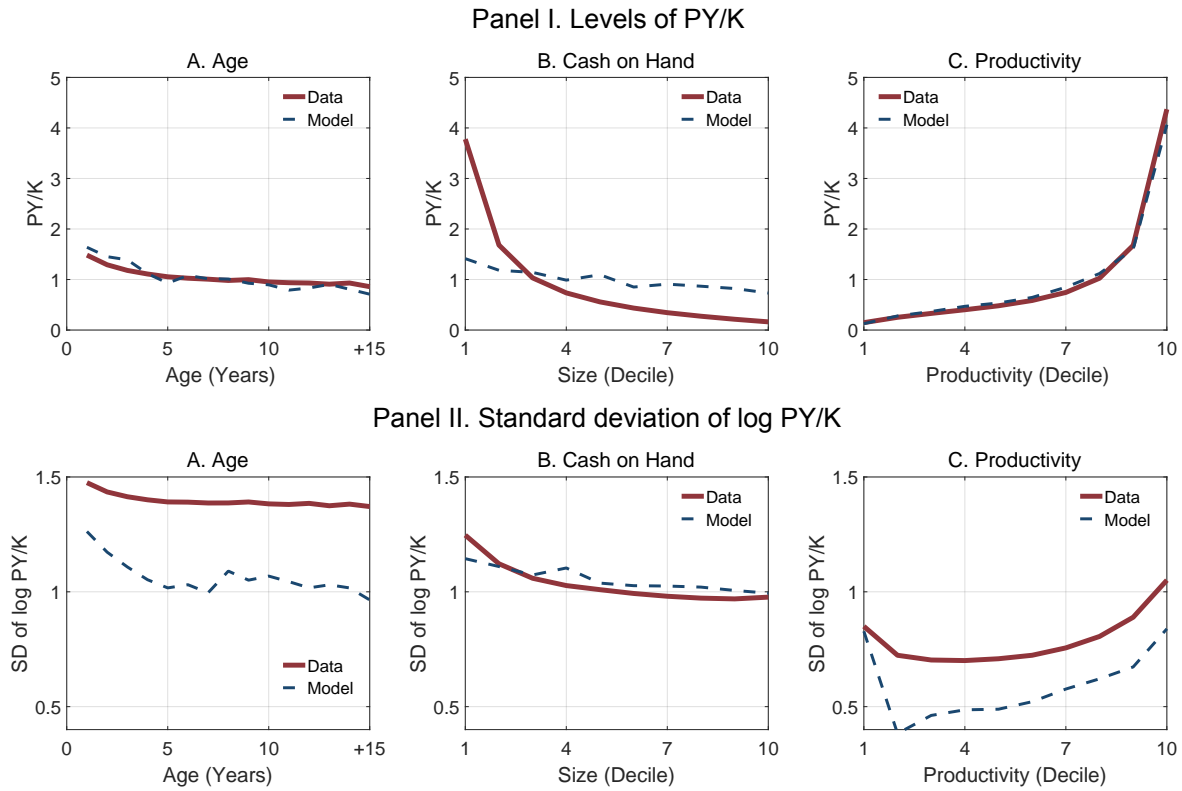 Panel I. Levels of PY/K
A. Age
PY/K
5
4
3
2
1
0
Data
Model
0
5
10
+15
Age (Years)
B. Cash on Hand
PY/K
5
4
3
2
1
0
Data
Model
1
4
7
10
Size (Decile)
C. Productivity
PY/K
5
4
3
2
1
0
Data
Model
1
4
7
10
Productivity (Decile)
Panel II. Standard deviation of log PY/K
A. Age
SD of log PY/K
1.5
1
0.5
Data
Model
0
5
10
+15
Age (Years)
B. Cash on Hand
SD of log PY/K
1.5
1
0.5
Data
Model
1
4
7
10
Size (Decile)
C. Productivity
SD of log PY/K
1.5
1
0.5
Data
Model
1
4
7
10
Productivity (Decile)